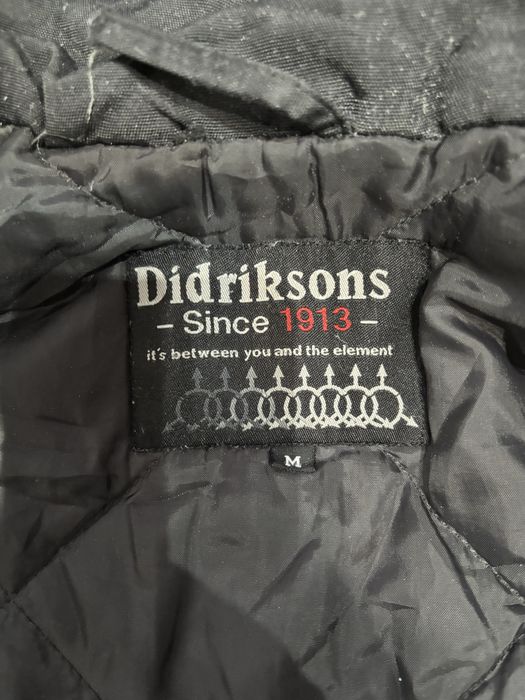 Didriksons
- Since 1913 -
it's between you and the element
M